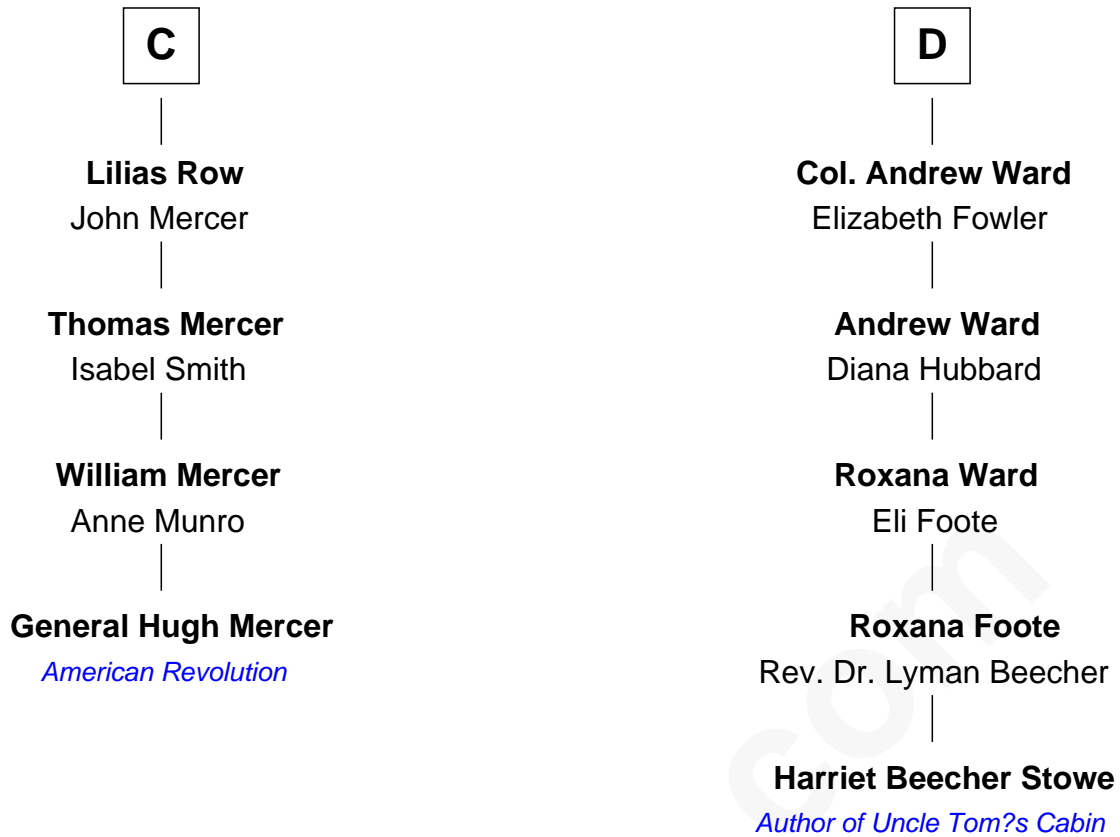 C
Lilias Row
John Mercer
Thomas Mercer
Isabel Smith
William Mercer
Anne Munro
General Hugh Mercer
American Revolution
D
Col. Andrew Ward
Elizabeth Fowler
Andrew Ward
Diana Hubbard
Roxana Ward
Eli Foote
Roxana Foote
Rev. Dr. Lyman Beecher
Harriet Beecher Stowe
Author of Uncle Tom?s Cabin
com